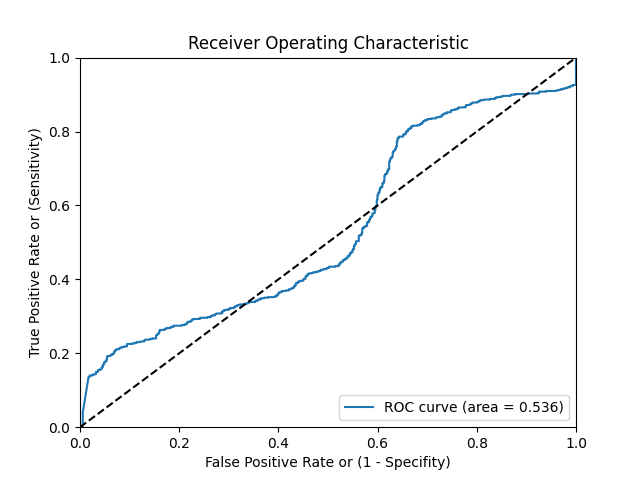 Receiver Operating Characteristic
1.0
0.8
0.6
0.4
0.2
0.0
True Positive Rate or (Sensitivity)
ROC curve (area = 0.536)
0.0 0.2 0.4 0.6 0.8 1.0
False Positive Rate or (1 - Specifity)